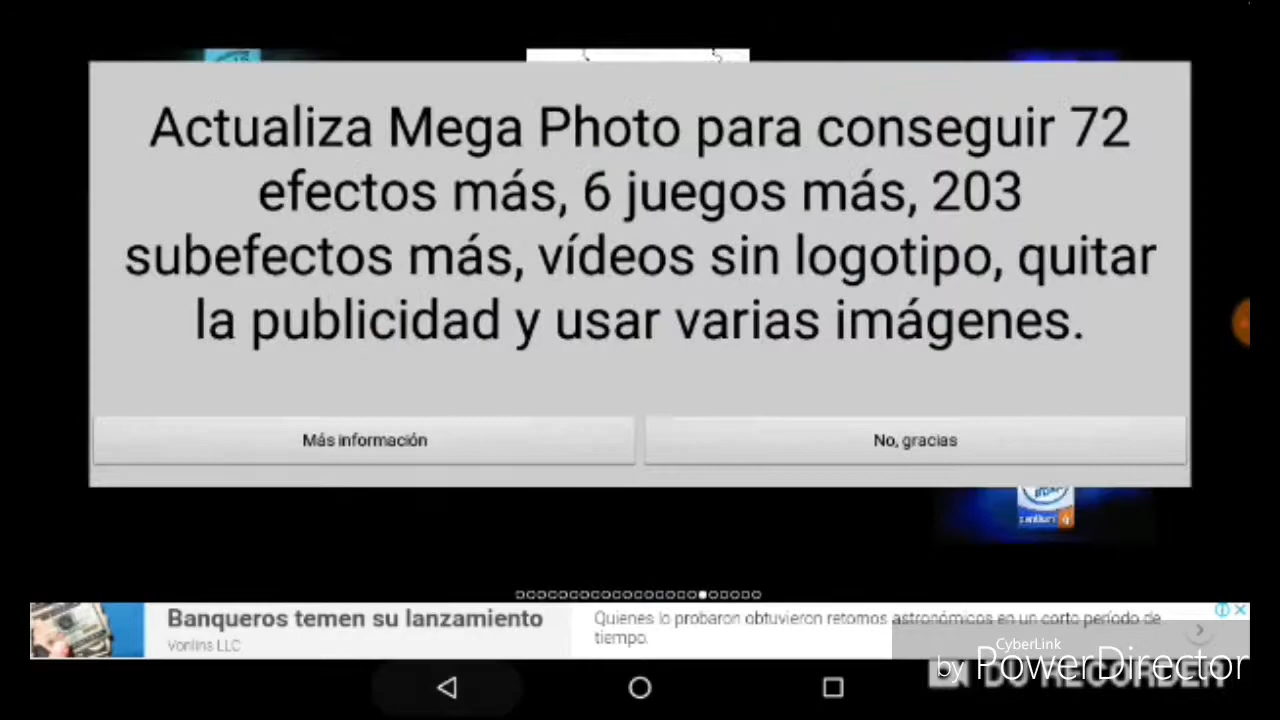 Actualiza Mega Photo para conseguir 72
efectos más, 6 juegos más, 203
subefectos más, vídeos sin logotipo, quitar
la publicidad y usar varias imágenes.
Más información
No, gracias
Banqueros temen su lanzamiento
Vonlins LLC
Quienes lo probaron obtuvieron retornos astronómicos en un corto período de
tiempo.
CyberLink
by PowerDirector
DU RECORDER